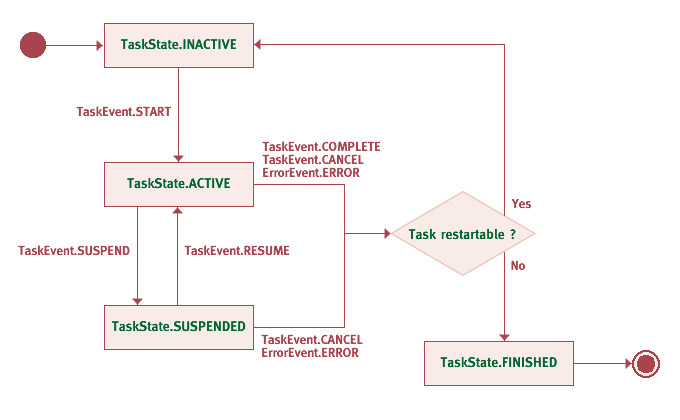 TaskState.INACTIVE
TaskEvent.START
TaskEvent.COMPLETE
TaskEvent.CANCEL
ErrorEvent.ERROR
TaskState.ACTIVE
Yes
Task restartable ?
TaskEvent.SUSPEND
TaskEvent.RESUME
No
TaskState.SUSPENDED
TaskEvent.CANCEL
ErrorEvent.ERROR
TaskState.FINISHED